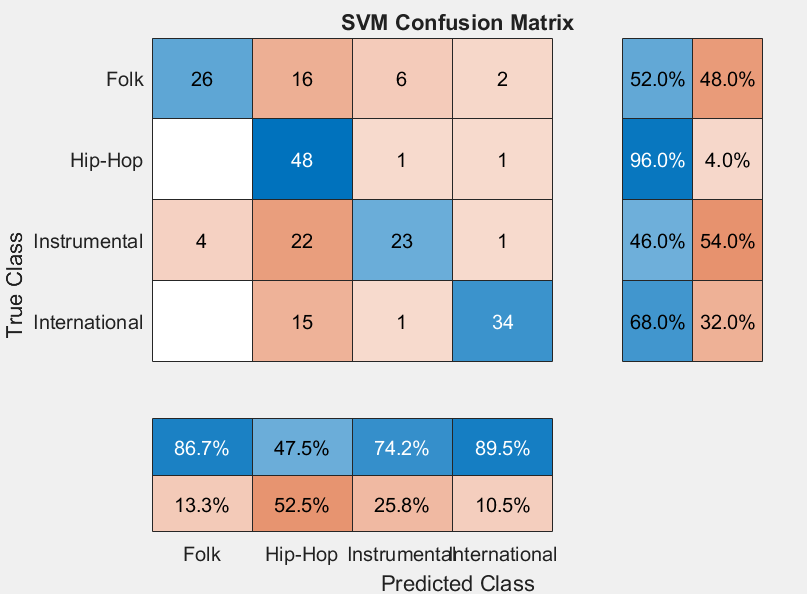 SVM Confusion Matrix
True Class
Folk 26 16 6 2 52.0% 48.0%
Hip-Hop 48 1 1 96.0% 4.0%
Instrumental 4 22 23 1 46.0% 54.0%
International 15 1 34 68.0% 32.0%
86.7% 47.5% 74.2% 89.5%
13.3% 52.5% 25.8% 10.5%
Folk Hip-Hop Instrumental International
Predicted Class